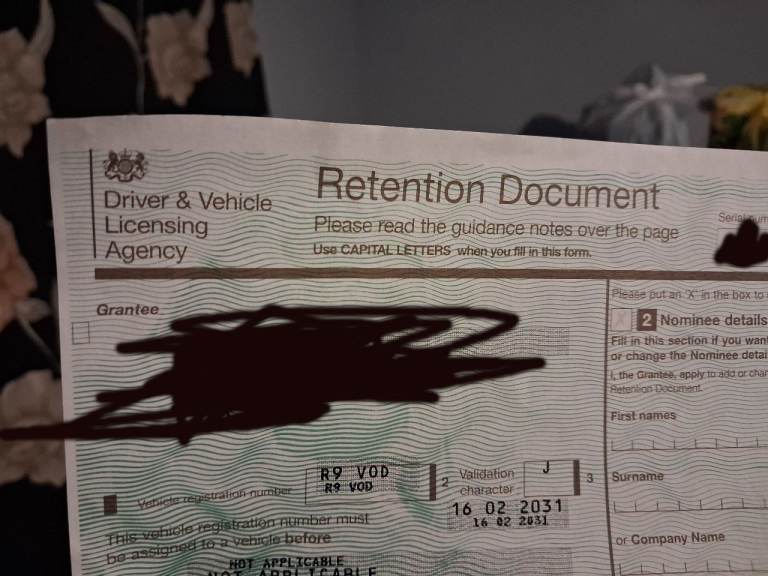 Driver & Vehicle
Licensing
Agency
Retention Document
Please read the guidance notes over the page
Use CAPITAL LETTERS when you fill in this form.
Grantee
Vehicle registration number
R9 VOD
R9 VOD
2 Validation
character
J
3
16 02 2031
16 02 2031
This vehicle registration number must
be assigned to a vehicle before
NOT APPLICABLE
NOT APPLICABLE
Please put an 'X' in the box to
2 Nominee details
Fill in this section if you want
or change the Nominee detai
I, the Grantee, apply to add or chan
Retention Document.
First names
Surname
or Company Name